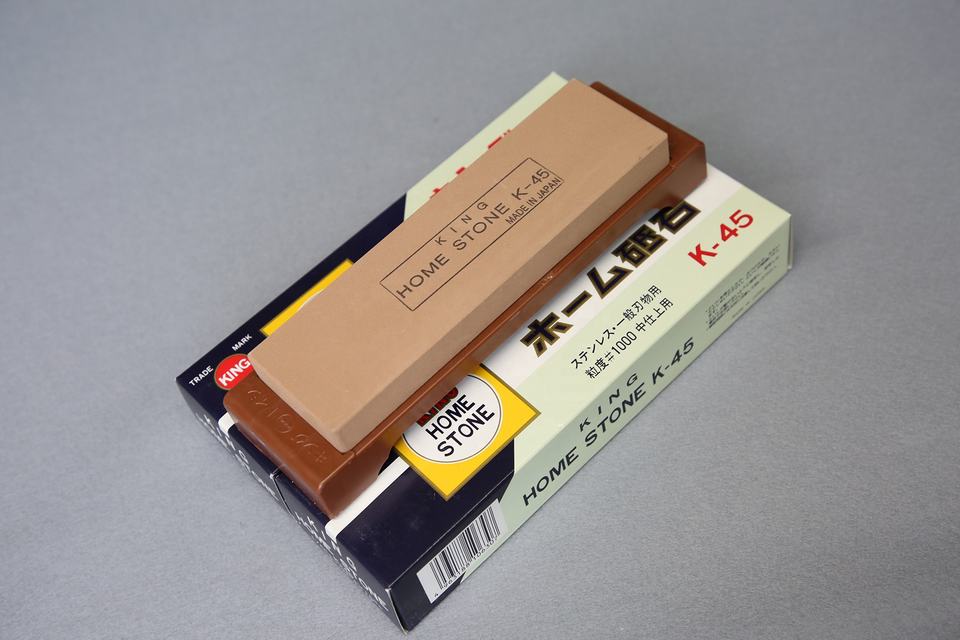 KING
HOME STONE K-45
MADE IN JAPAN
TRADE MARK
KING
ホーム砥石
K-45
ステンレス・一般刃物用
粒度#1000 中仕上用
KING
HOME
STONE
KING
HOME STONE K-45
KING